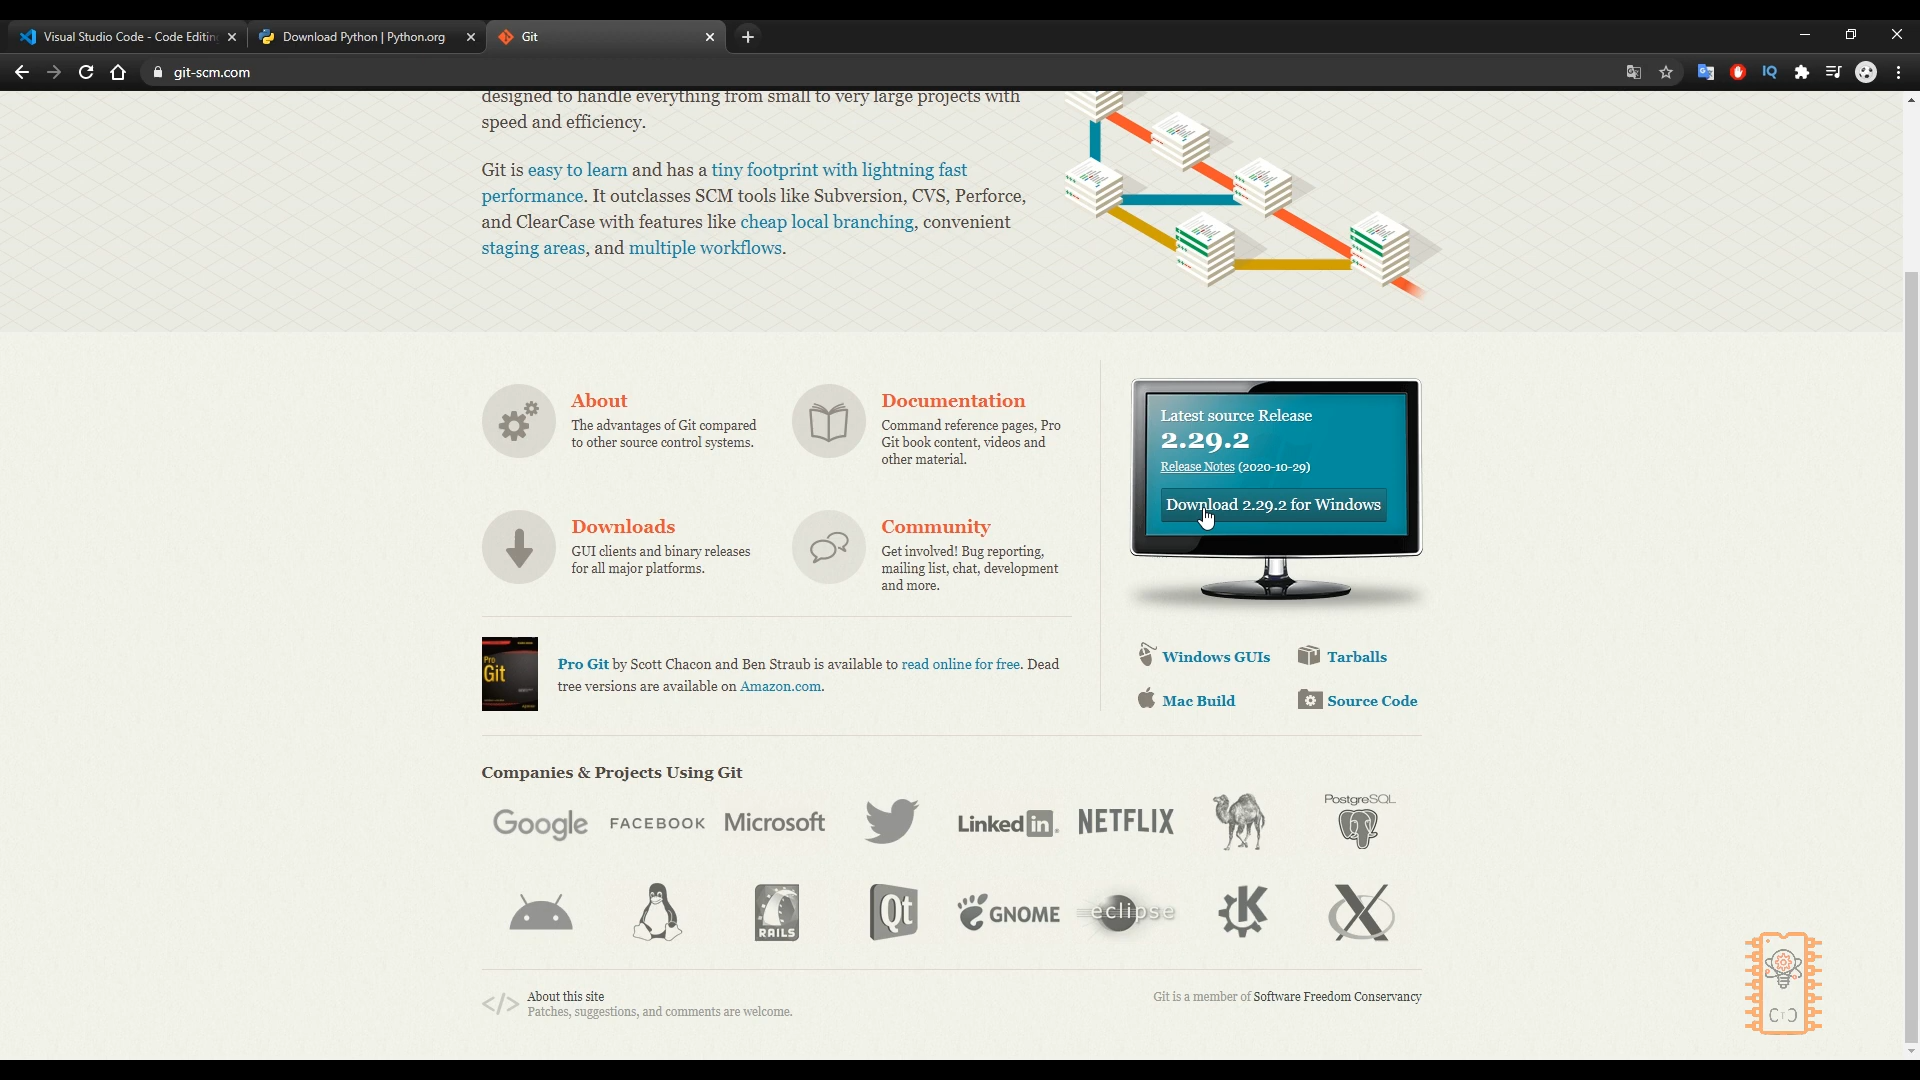 Visual Studio Code - Code Editing
Download Python | Python.org
Git
git-scm.com
designed to handle everything from small to very large projects with
speed and efficiency.
Git is easy to learn and has a tiny footprint with lightning fast
performance. It outclasses SCM tools like Subversion, CVS, Perforce,
and ClearCase with features like cheap local branching, convenient
staging areas, and multiple workflows.
About
The advantages of Git compared
to other source control systems.
Documentation
Command reference pages, Pro
Git book content, videos and
other material.
Downloads
GUI clients and binary releases
for all major platforms.
Community
Get involved! Bug reporting,
mailing list, chat, development
and more.
Latest source Release
2.29.2
Release Notes (2020-10-29)
Download 2.29.2 for Windows
Windows GUIs
Tarballs
Mac Build
Source Code
Pro
Git
Pro Git by Scott Chacon and Ben Straub is available to read online for free. Dead
tree versions are available on Amazon.com.
Companies & Projects Using Git
Google FACEBOOK Microsoft LinkedIn NETFLIX PostgreSQL
RAILS Qt GNOME eclipse K X
</> About this site
Patches, suggestions, and comments are welcome.
Git is a member of Software Freedom Conservancy
IQ
CTC